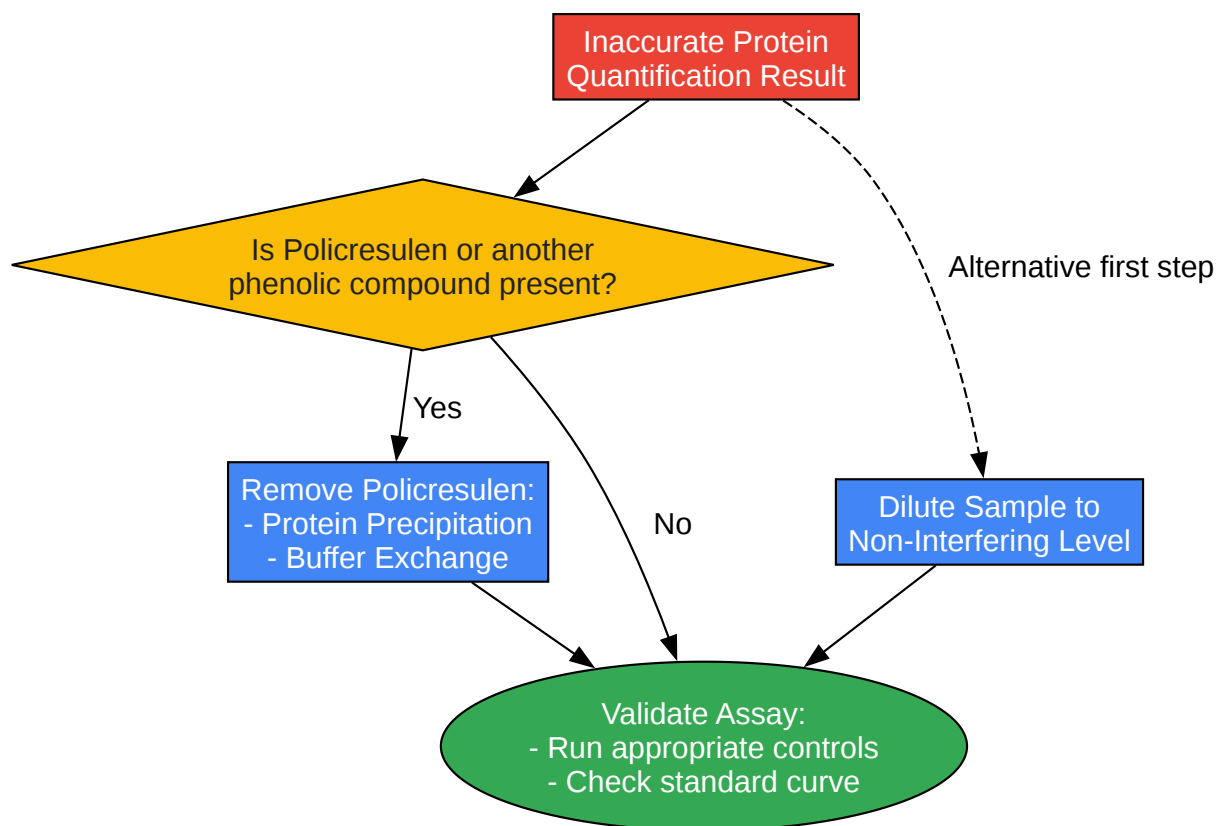 Inaccurate Protein
Quantification Result
Is Policresulen or another
phenolic compound present?
Alternative first step
Yes
Remove Policresulen:
- Protein Precipitation
- Buffer Exchange
No
Dilute Sample to
Non-Interfering Level
Validate Assay:
- Run appropriate controls
- Check standard curve